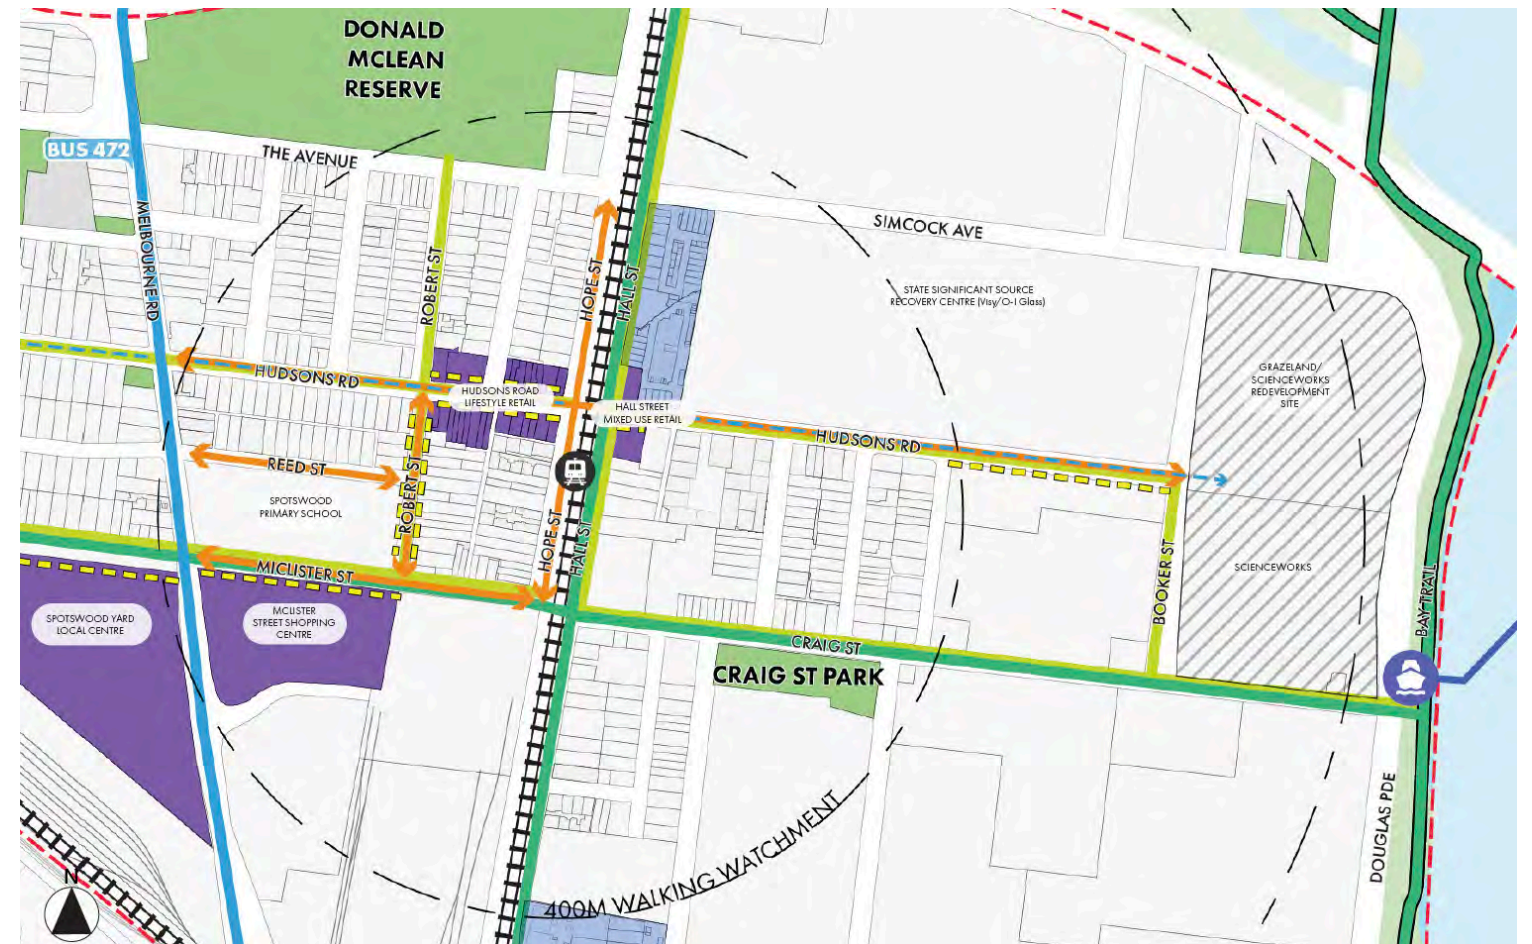 DONALD
MCLEAN
RESERVE
BUS 472
THE AVENUE
MELBOURNE RD
ROBERT ST
HOPE ST
HALL ST
SIMCOCK AVE
STATE SIGNIFICANT SOURCE
RECOVERY CENTRE (Visy/O-I Glass)
GRAZELAND/
SCIENCEWORKS
REDEVELOPMENT
SITE
HUDSONS RD
HUDSONS ROAD
LIFESTYLE RETAIL
HALL STREET
MIXED USE RETAIL
HUDSONS RD
REED ST
ROBERT ST
SPOTSWOOD
PRIMARY SCHOOL
HOPE ST
HALL ST
MICLISTER ST
BOOKER ST
SCIENCEWORKS
BAY TRAIL
SPOTSWOOD YARD
LOCAL CENTRE
MCLISTER
STREET SHOPPING
CENTRE
CRAIG ST
CRAIG ST PARK
DOUGLAS PDE
400M WALKING WATCHMENT
N